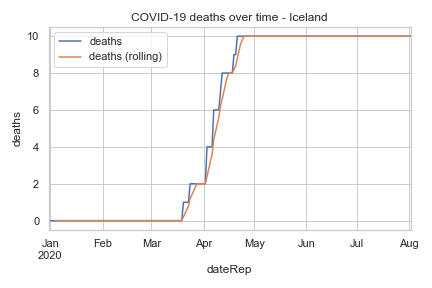 COVID-19 deaths over time - Iceland
deaths
deaths (rolling)
10
8
6
4
2
0
deaths
Jan Feb Mar Apr May Jun Jul Aug
2020
dateRep